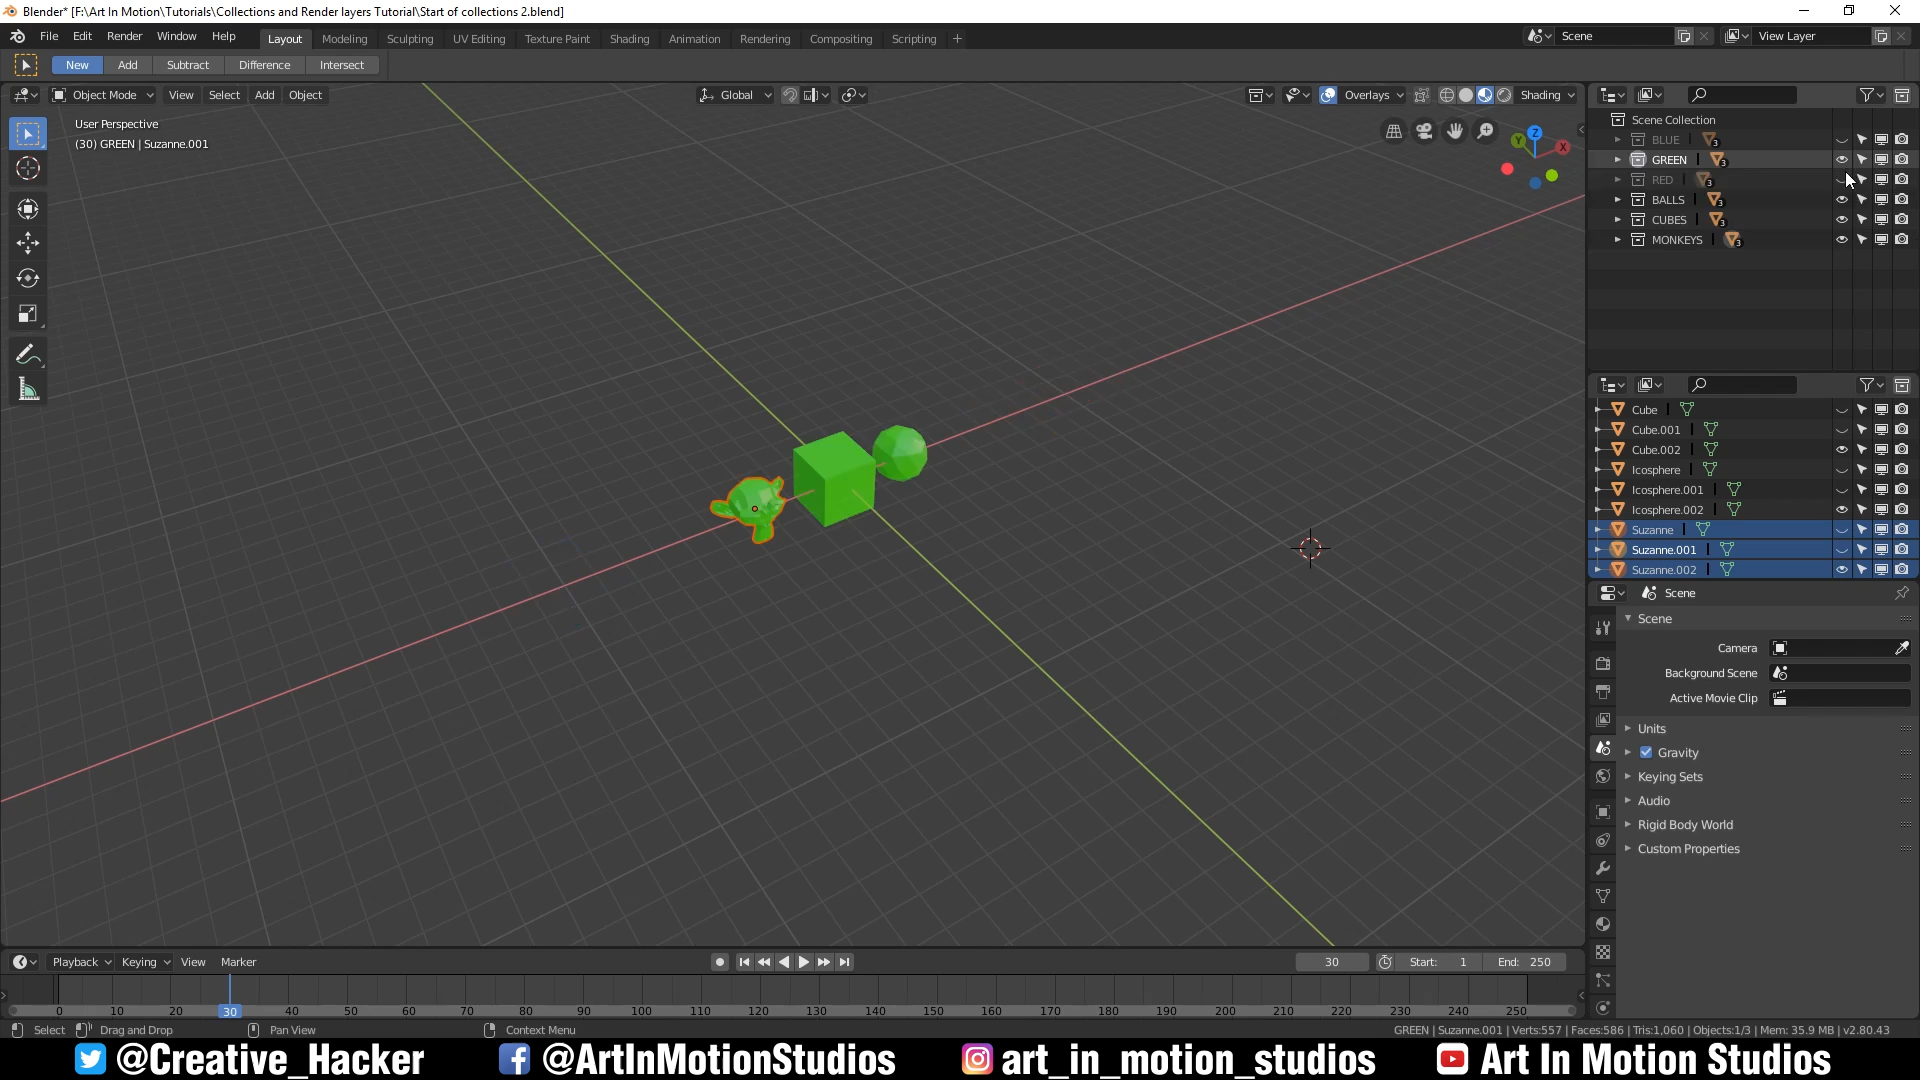 Blender* [F:\Art In Motion\Tutorials\Collections and Render layers Tutorial\Start of collections 2.blend]
File Edit Render Window Help Layout Modeling Sculpting UV Editing Texture Paint Shading Animation Rendering Compositing Scripting + Scene View Layer
New Add Subtract Difference Intersect
Object Mode View Select Add Object Global Overlays Shading
User Perspective
(30) GREEN | Suzanne.001
Z
Y
X
Scene Collection
BLUE 3
GREEN 3
RED 3
BALLS 3
CUBES 3
MONKEYS 3
Cube
Cube.001
Cube.002
Icosphere
Icosphere.001
Icosphere.002
Suzanne
Suzanne.001
Suzanne.002
Scene
Scene
Camera
Background Scene
Active Movie Clip
Units
Gravity
Keying Sets
Audio
Rigid Body World
Custom Properties
Playback Keying View Marker 30 Start: 1 End: 250
0 10 20 30 40 50 60 70 80 90 100 110 120 130 140 150 160 170 180 190 200 210 220 230 240 250
Select Drag and Drop Pan View Context Menu GREEN | Suzanne.001 | Verts:557 | Faces:586 | Tris:1,060 | Objects:1/3 | Mem: 35.9 MB | v2.80.43
@Creative_Hacker @ArtInMotionStudios art_in_motion_studios Art In Motion Studios